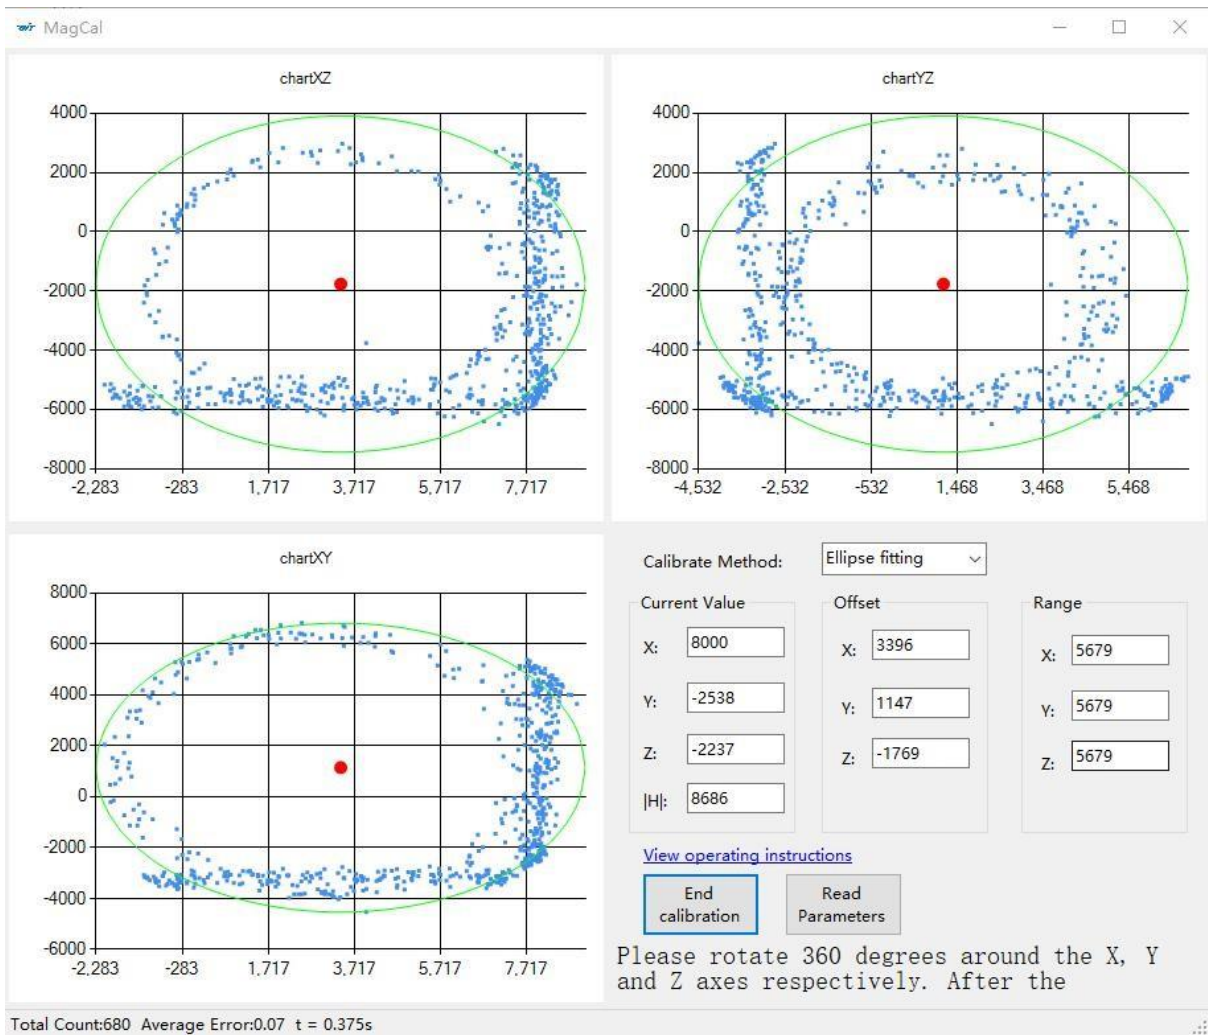 MagCal
chartXZ
4000
2000
0
-2000
-4000
-6000
-8000
-2,283 -283 1,717 3,717 5,717 7,717
chartYZ
4000
2000
0
-2000
-4000
-6000
-8000
-4,532 -2,532 -532 1,468 3,468 5,468
chartXY
8000
6000
4000
2000
0
-2000
-4000
-6000
-2,283 -283 1,717 3,717 5,717 7,717
Calibrate Method: Ellipse fitting
Current Value
X: 8000
Y: -2538
Z: -2237
|H|: 8686
Offset
X: 3396
Y: 1147
Z: -1769
Range
X: 5679
Y: 5679
Z: 5679
View operating instructions
End
calibration
Read
Parameters
Please rotate 360 degrees around the X, Y
and Z axes respectively. After the
Total Count:680 Average Error:0.07 t = 0.375s